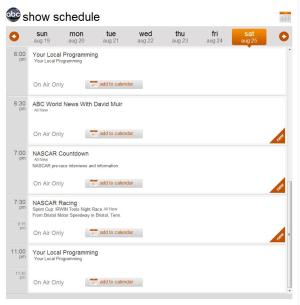 abc show schedule
sun mon tue wed thu fri sat
aug 19 aug 20 aug 21 aug 22 aug 23 aug 24 aug 25
6:00 pm
Your Local Programming
Your Local Programming
On Air Only
add to calendar
6:30 pm
ABC World News With David Muir
All New
On Air Only
add to calendar
new
7:00 pm
NASCAR Countdown
All New
NASCAR pre-race interviews and information
On Air Only
add to calendar
new
7:30 pm
NASCAR Racing
Sprint Cup: IRWIN Tools Night Race All New
From Bristol Motor Speedway in Bristol, Tenn.
On Air Only
add to calendar
new
11:00 pm
Your Local Programming
Your Local Programming
11:30 pm
On Air Only
add to calendar